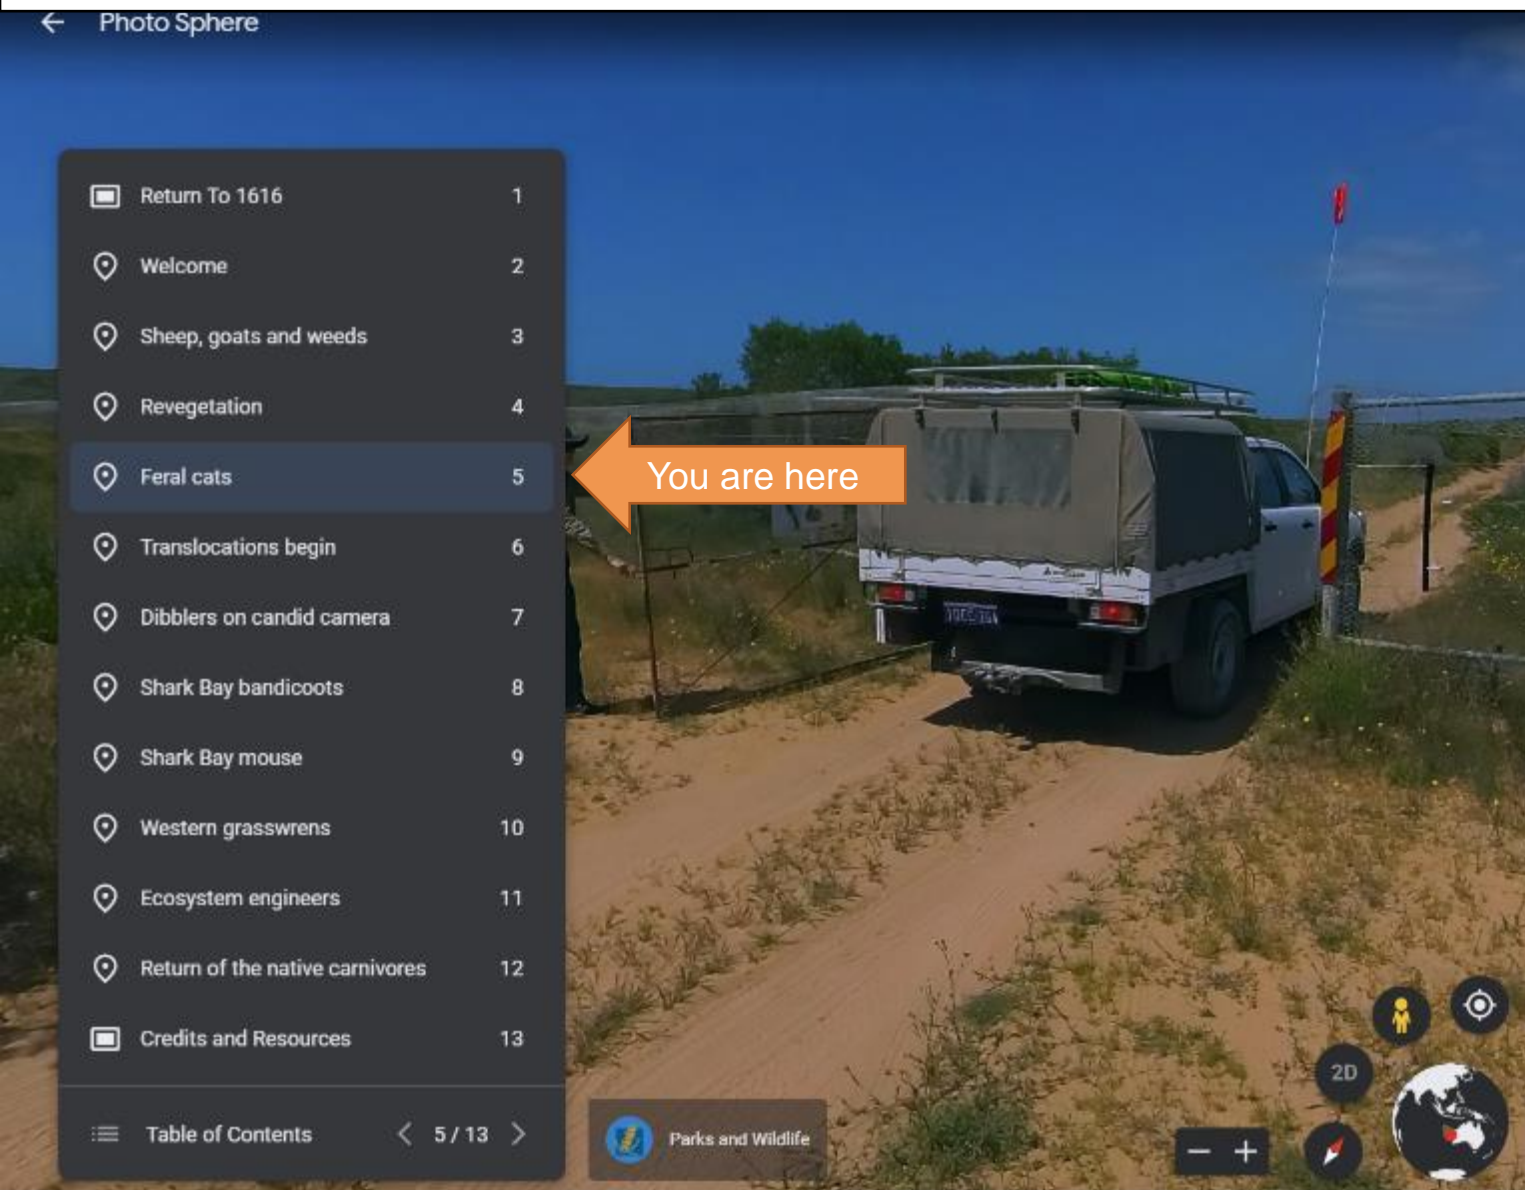 Photo Sphere
Return To 1616 1
Welcome 2
Sheep, goats and weeds 3
Revegetation 4
Feral cats 5
You are here
Translocations begin 6
Dibblers on candid camera 7
Shark Bay bandicoots 8
Shark Bay mouse 9
Western grasswrens 10
Ecosystem engineers 11
Return of the native carnivores 12
Credits and Resources 13
Table of Contents 5 / 13
Parks and Wildlife
2D